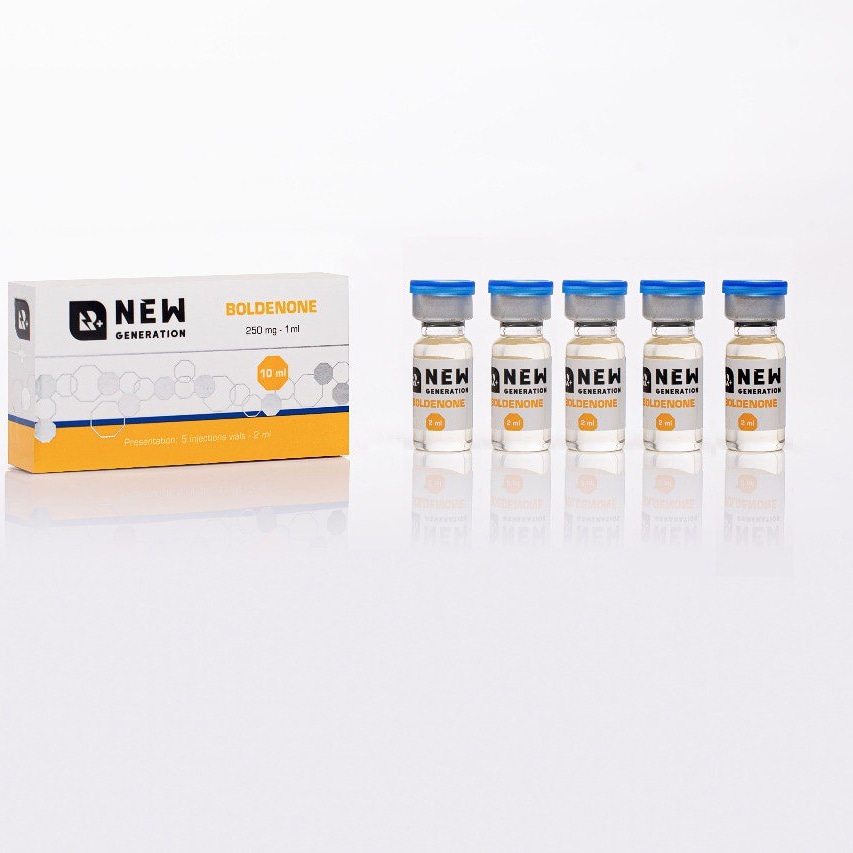 R+
R+ NEW
GENERATION
BOLDENONE
250 mg - 1 ml
10 ml
Presentation: 5 injections vials - 2 ml
R+ NEW
GENERATION
BOLDENONE
2 ml
NEW
GENERATION
BOLDENONE
2 ml
R+ NEW
GENERATION
BOLDENONE
2 ml
R+ NEW
GENERATION
BOLDENONE
2 ml
R+ NEW
GENERATION
BOLDENONE
2 ml